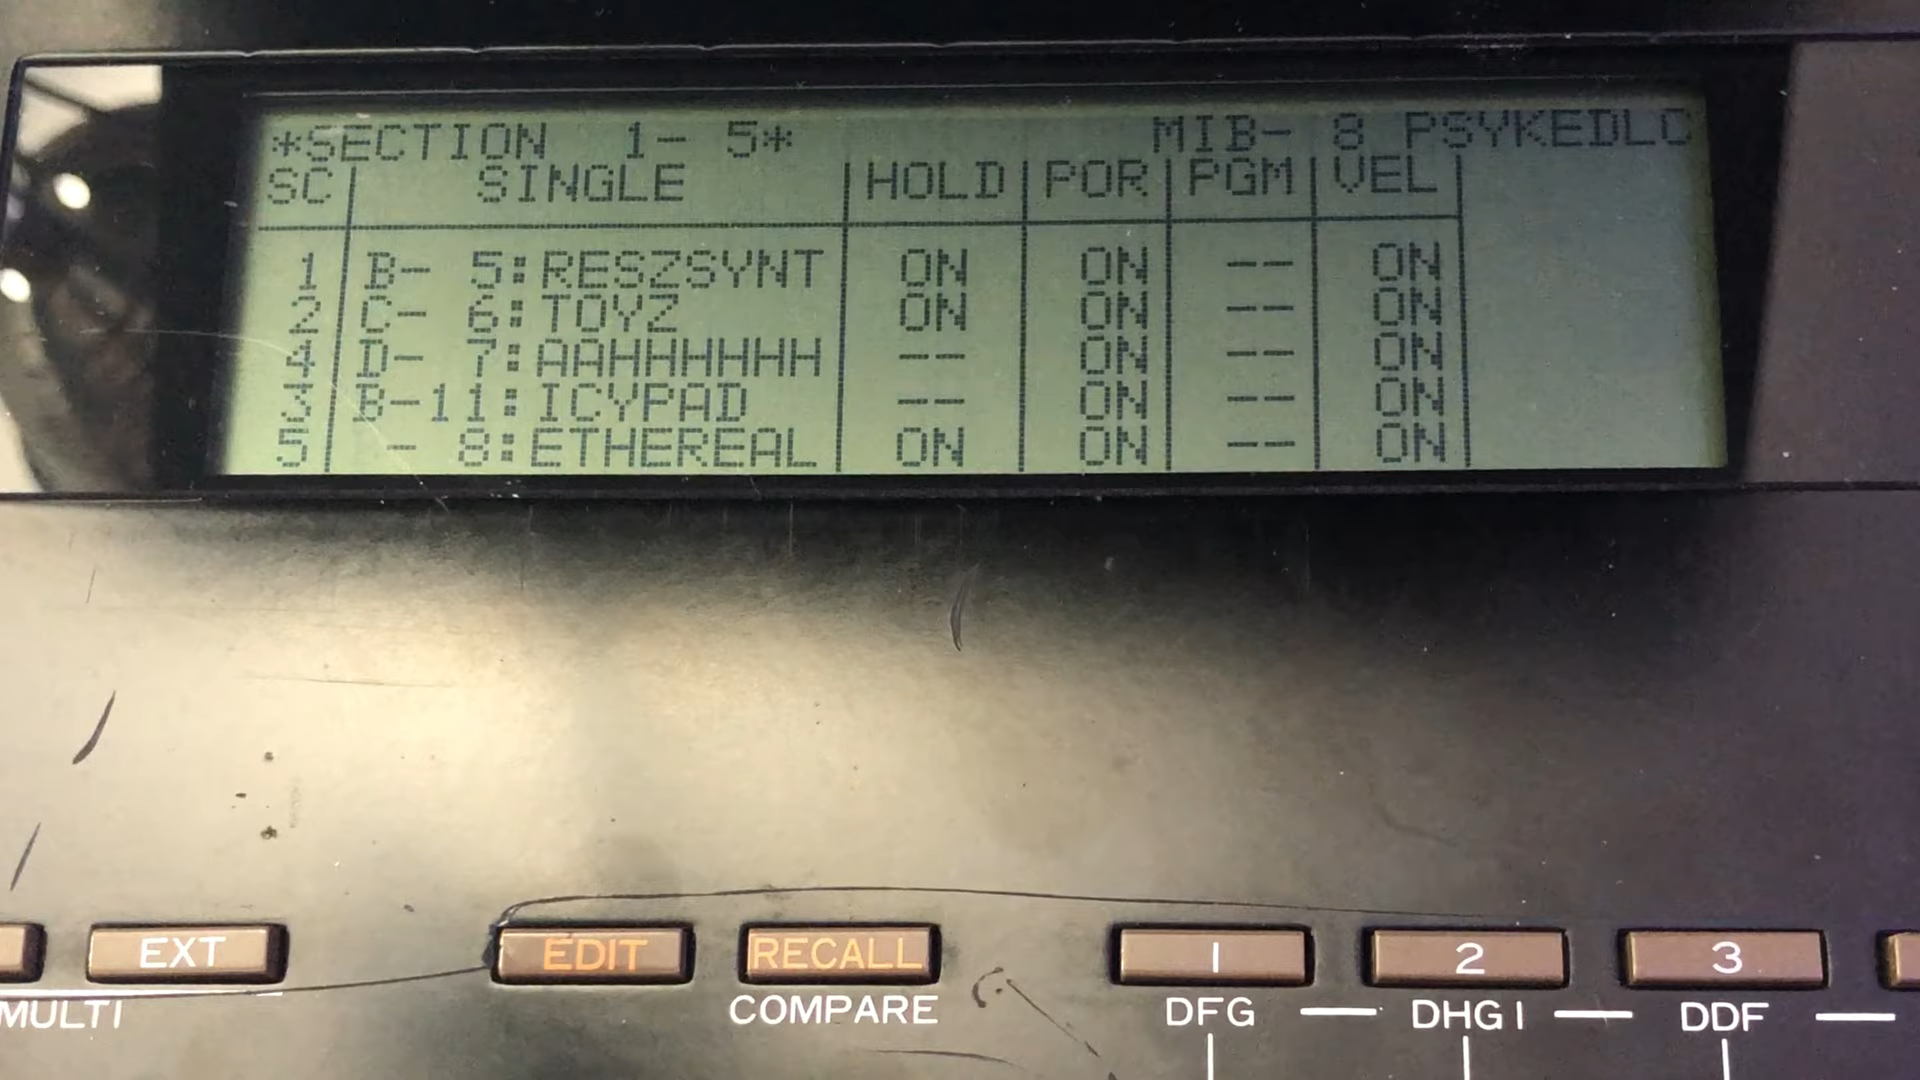 *SECTION 1- 5* MIB- 8 PSYKEDLC
SC SINGLE HOLD POR PGM VEL
1 B- 5:RESZSYNT ON ON -- ON
2 C- 6:TOYZ ON ON -- ON
4 D- 7:AAHHHHHH -- ON -- ON
3 B-11:ICYPAD -- ON -- ON
5 - 8:ETHEREAL ON ON -- ON
EXT EDIT RECALL 1 2 3
MULTI COMPARE DFG DHG1 DDF